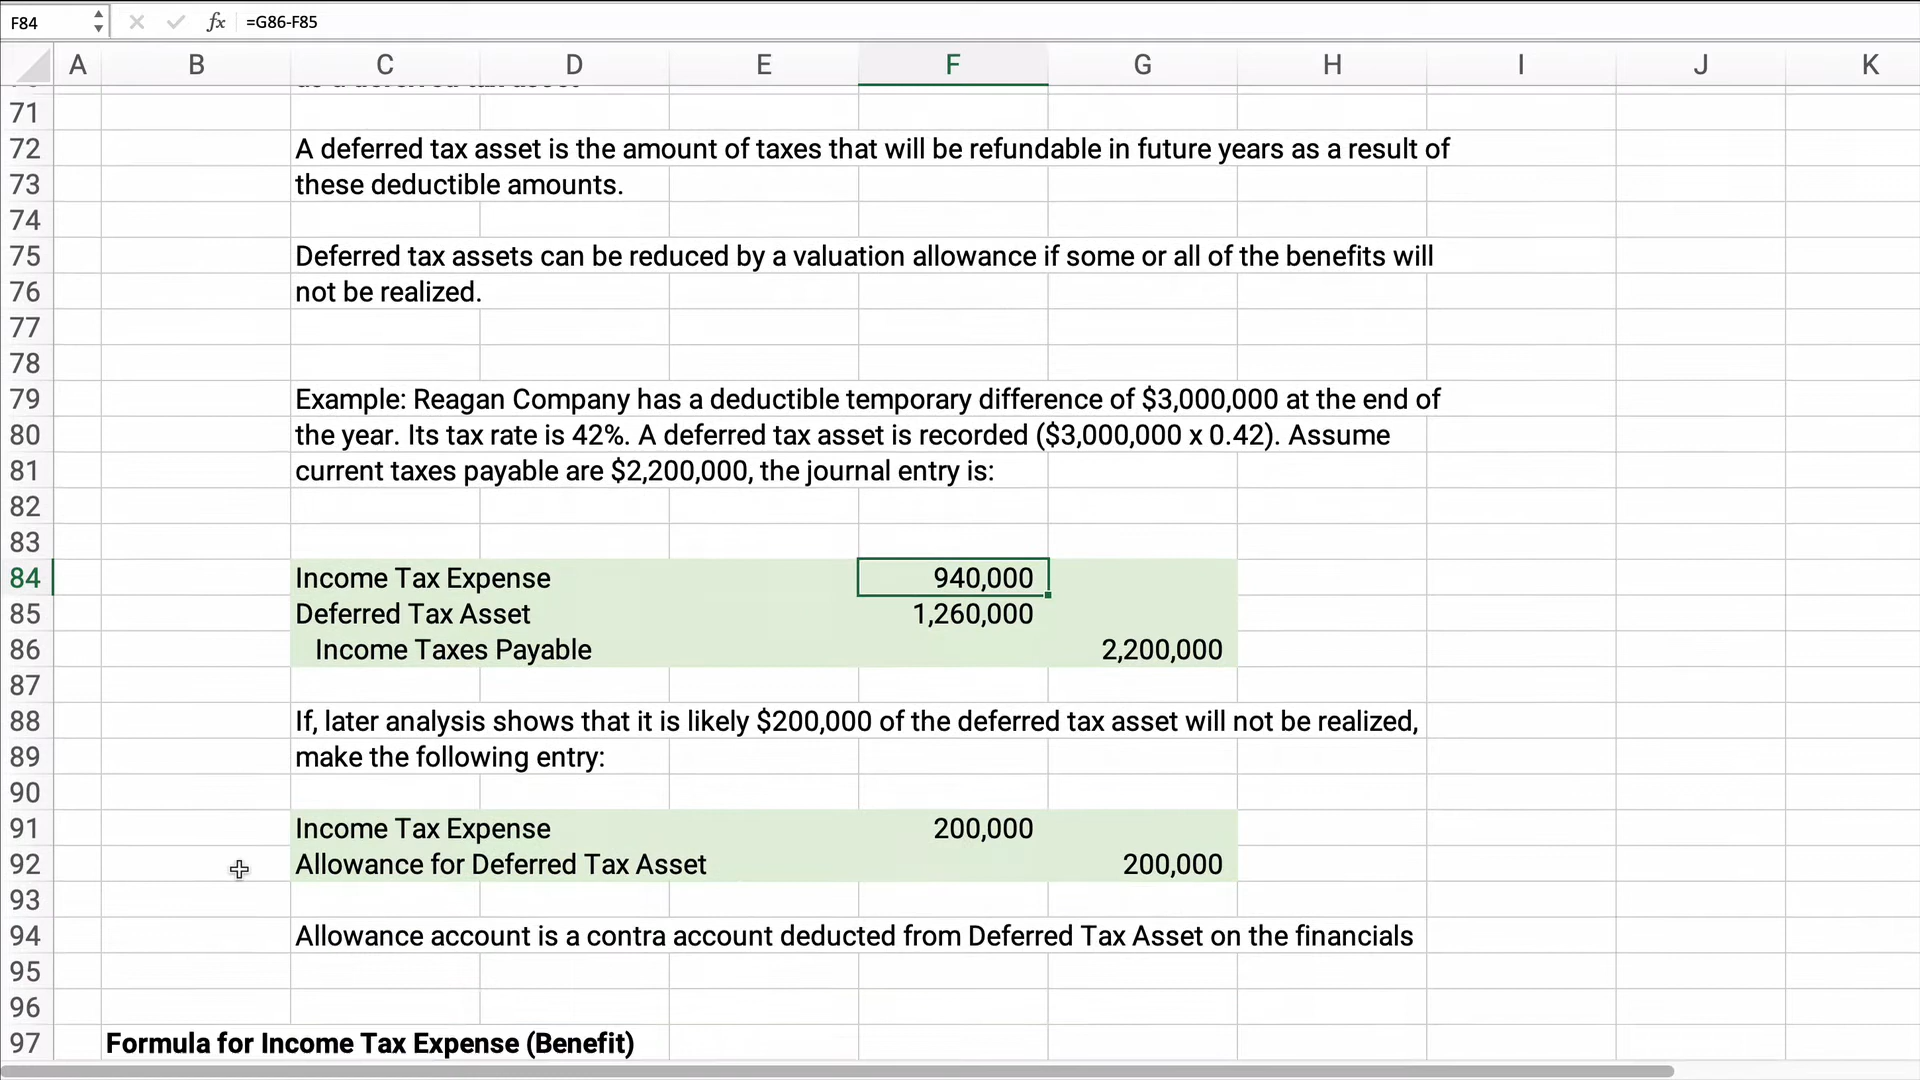 F84 fx =G86-F85
A B C D E F G H I J K
71
72 A deferred tax asset is the amount of taxes that will be refundable in future years as a result of
73 these deductible amounts.
74
75 Deferred tax assets can be reduced by a valuation allowance if some or all of the benefits will
76 not be realized.
77
78
79 Example: Reagan Company has a deductible temporary difference of $3,000,000 at the end of
80 the year. Its tax rate is 42%. A deferred tax asset is recorded ($3,000,000 x 0.42). Assume
81 current taxes payable are $2,200,000, the journal entry is:
82
83
84 Income Tax Expense 940,000
85 Deferred Tax Asset 1,260,000
86 Income Taxes Payable 2,200,000
87
88 If, later analysis shows that it is likely $200,000 of the deferred tax asset will not be realized,
89 make the following entry:
90
91 Income Tax Expense 200,000
92 Allowance for Deferred Tax Asset 200,000
93
94 Allowance account is a contra account deducted from Deferred Tax Asset on the financials
95
96
97 Formula for Income Tax Expense (Benefit)